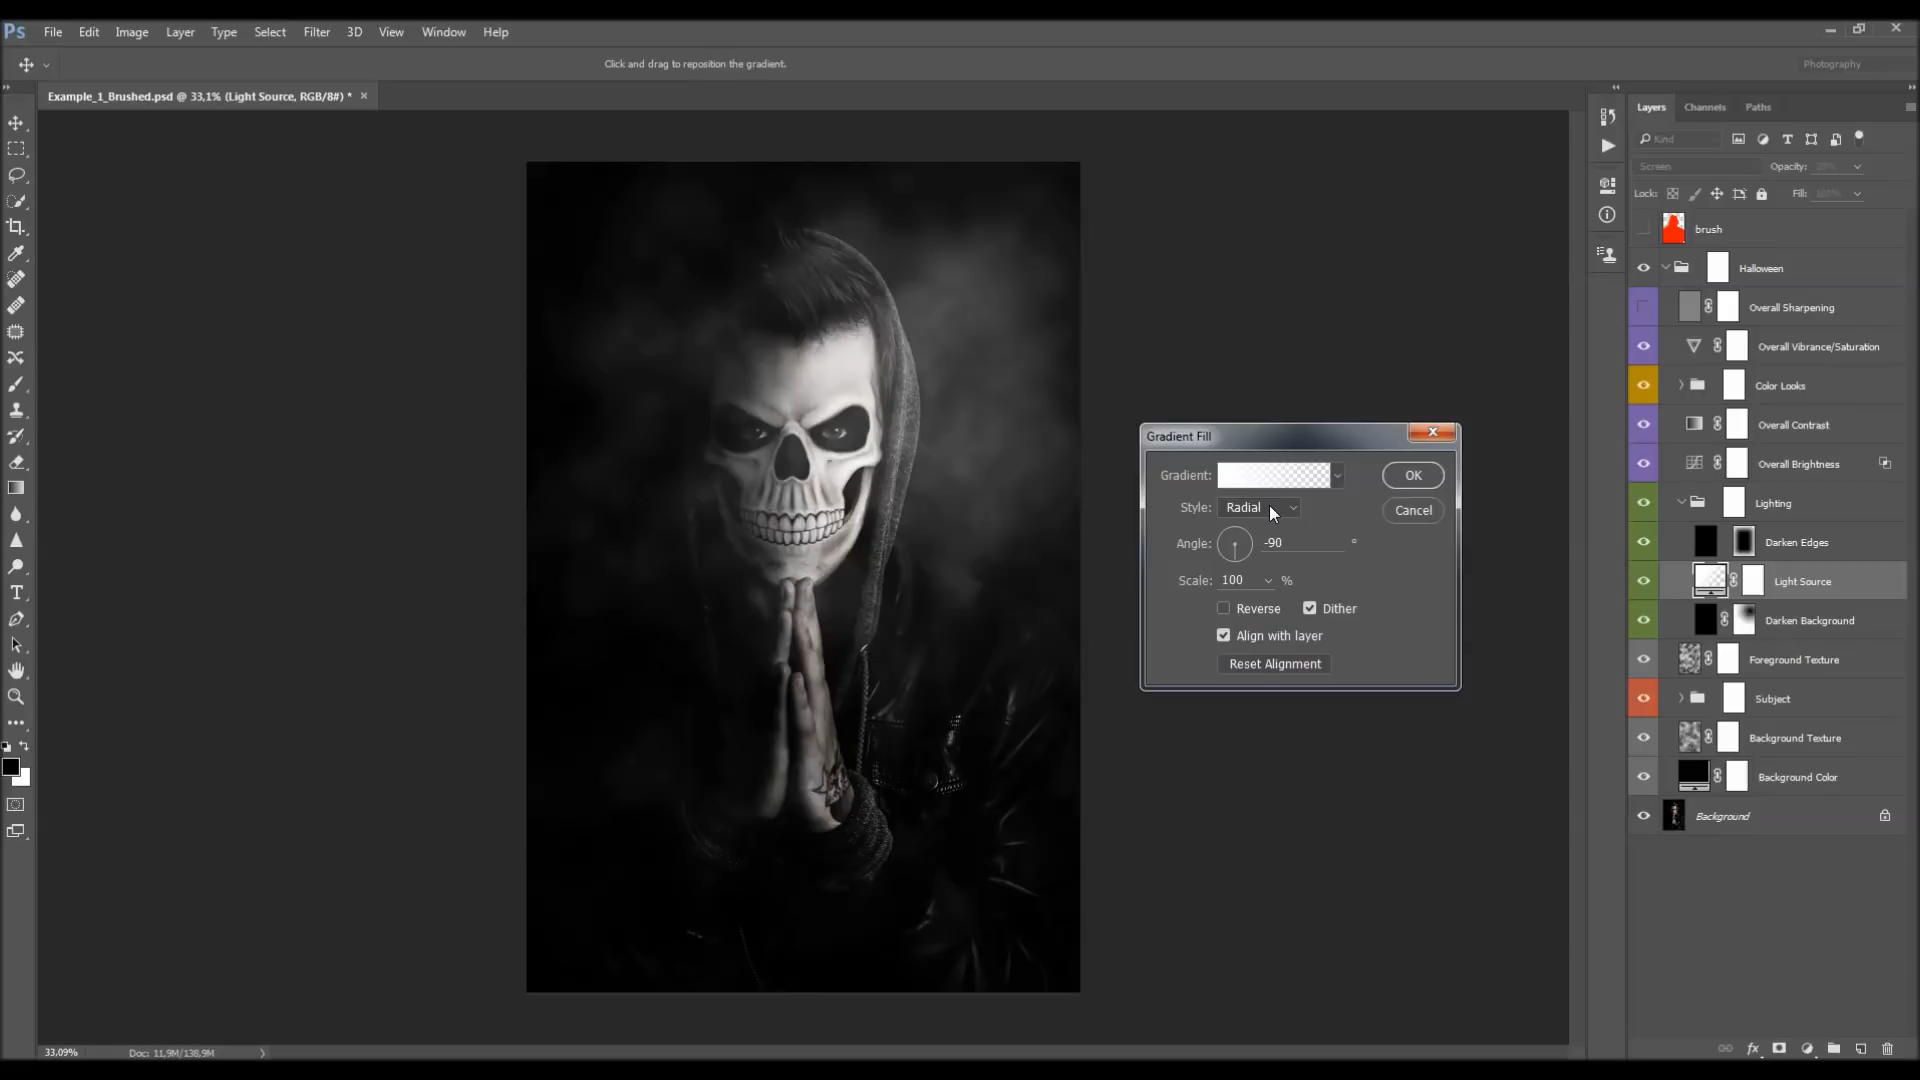 Ps File Edit Image Layer Type Select Filter 3D View Window Help
Click and drag to reposition the gradient.
Photography
Example_1_Brushed.psd @ 33,1% (Light Source, RGB/8#) *
Layers Channels Paths
Kind
Screen Opacity:
Lock: Fill: 100%
brush
Halloween
Overall Sharpening
Overall Vibrance/Saturation
Color Looks
Overall Contrast
Overall Brightness
Lighting
Darken Edges
Light Source
Darken Background
Foreground Texture
Subject
Background Texture
Background Color
Background
Gradient Fill
Gradient: OK
Style: Radial Cancel
Angle: -90 °
Scale: 100 %
Reverse Dither
Align with layer
Reset Alignment
33,09% Doc: 11,9M/138,9M